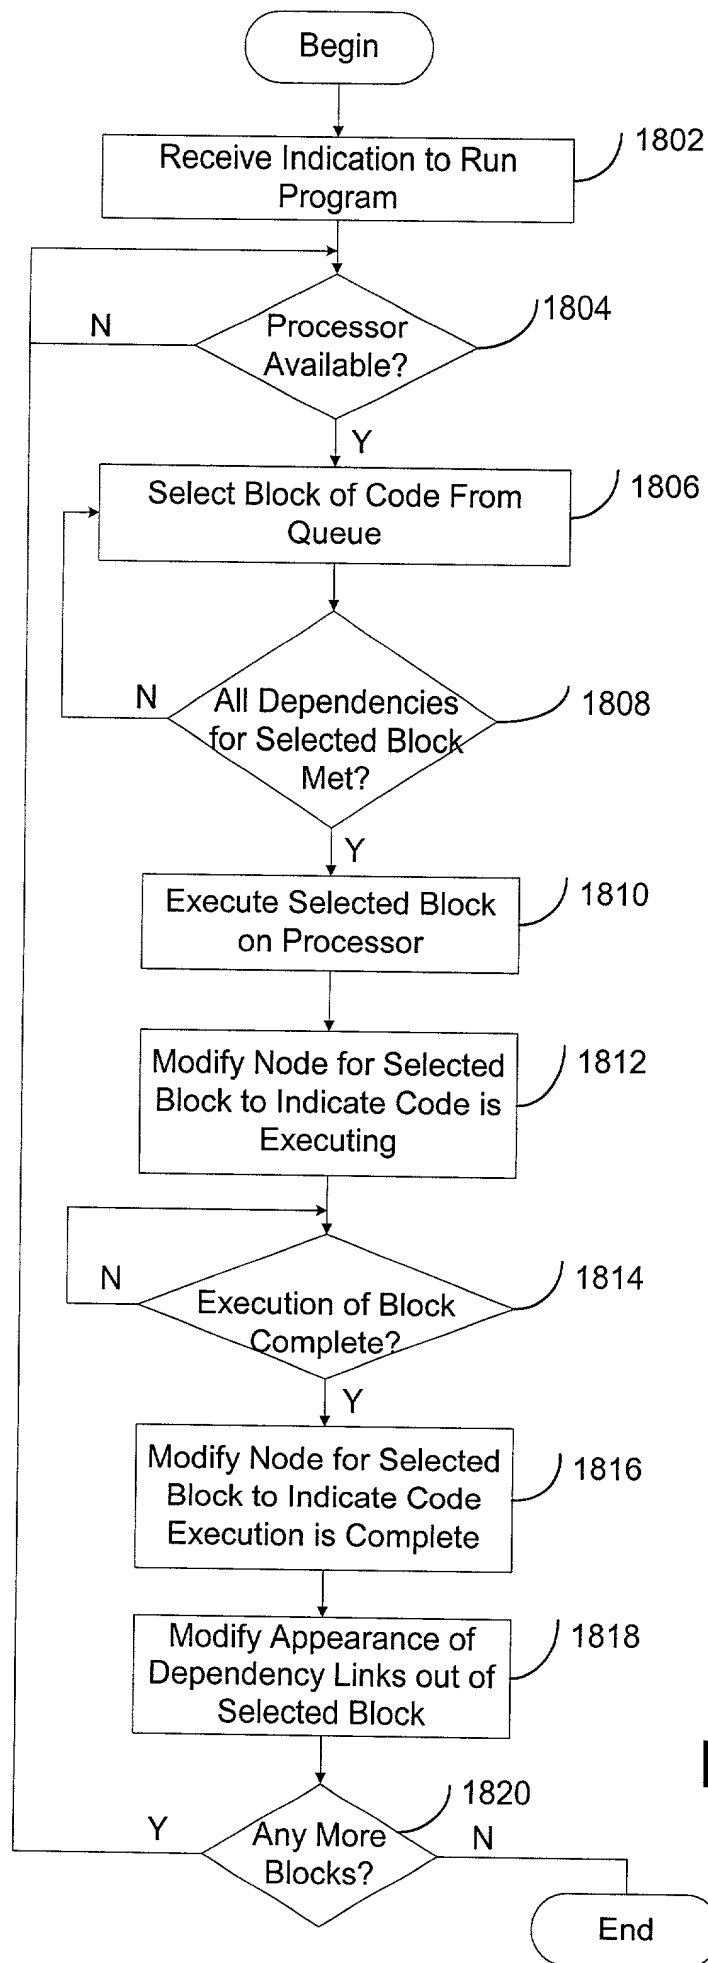 Begin
Receive Indication to Run
Program
1802
N
Processor
Available?
1804
Y
Select Block of Code From
Queue
1806
N
All Dependencies
for Selected Block
Met?
1808
Y
Execute Selected Block
on Processor
1810
Modify Node for Selected
Block to Indicate Code is
Executing
1812
N
Execution of Block
Complete?
1814
Y
Modify Node for Selected
Block to Indicate Code
Execution is Complete
1816
Modify Appearance of
Dependency Links out of
Selected Block
1818
Y
Any More
Blocks?
1820
N
End